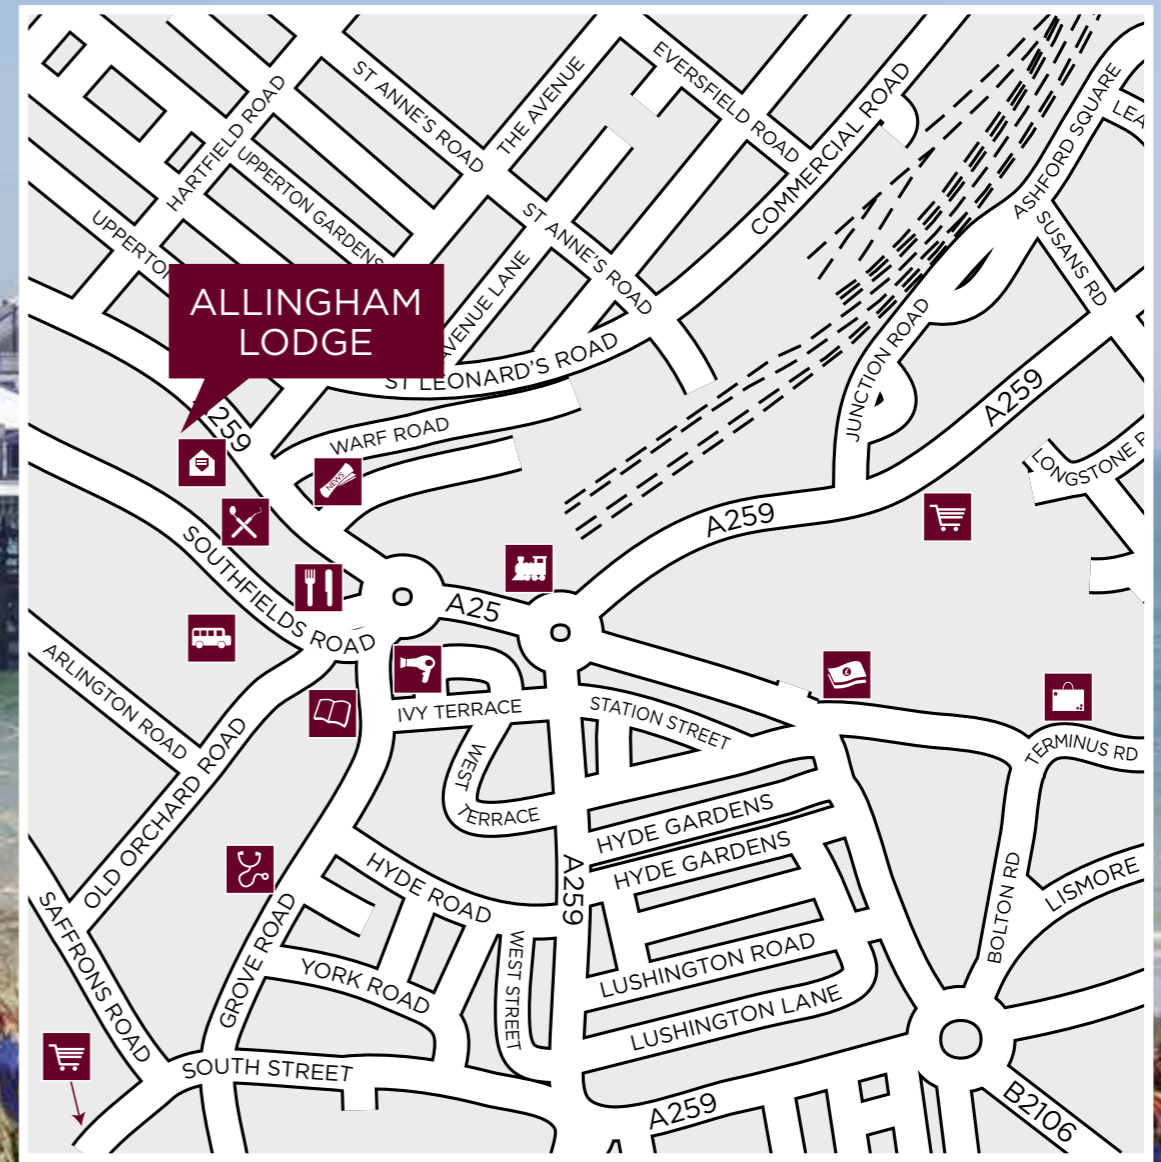 EVERSFIELD ROAD
ST ANNE'S ROAD
THE AVENUE
COMMERCIAL ROAD
ASHFORD SQUARE
LEA
HARTFIELD ROAD
UPPERTON GARDENS
UPPERTO
ST ANNE'S ROAD
SUSANS RD
ALLINGHAM
LODGE
AVENUE LANE
ST LEONARD'S ROAD
JUNCTION ROAD
A259
A259
WARF ROAD
LONGSTONE R
NEWS
A259
SOUTHFIELDS ROAD
A25
ARLINGTON ROAD
IVY TERRACE
STATION STREET
£
TERMINUS RD
WEST
TERRACE
OLD ORCHARD ROAD
HYDE GARDENS
HYDE GARDENS
HYDE ROAD
A259
BOLTON RD
LISMORE
SAFFRONS ROAD
GROVE ROAD
YORK ROAD
WEST STREET
LUSHINGTON ROAD
LUSHINGTON LANE
SOUTH STREET
A259
B2106